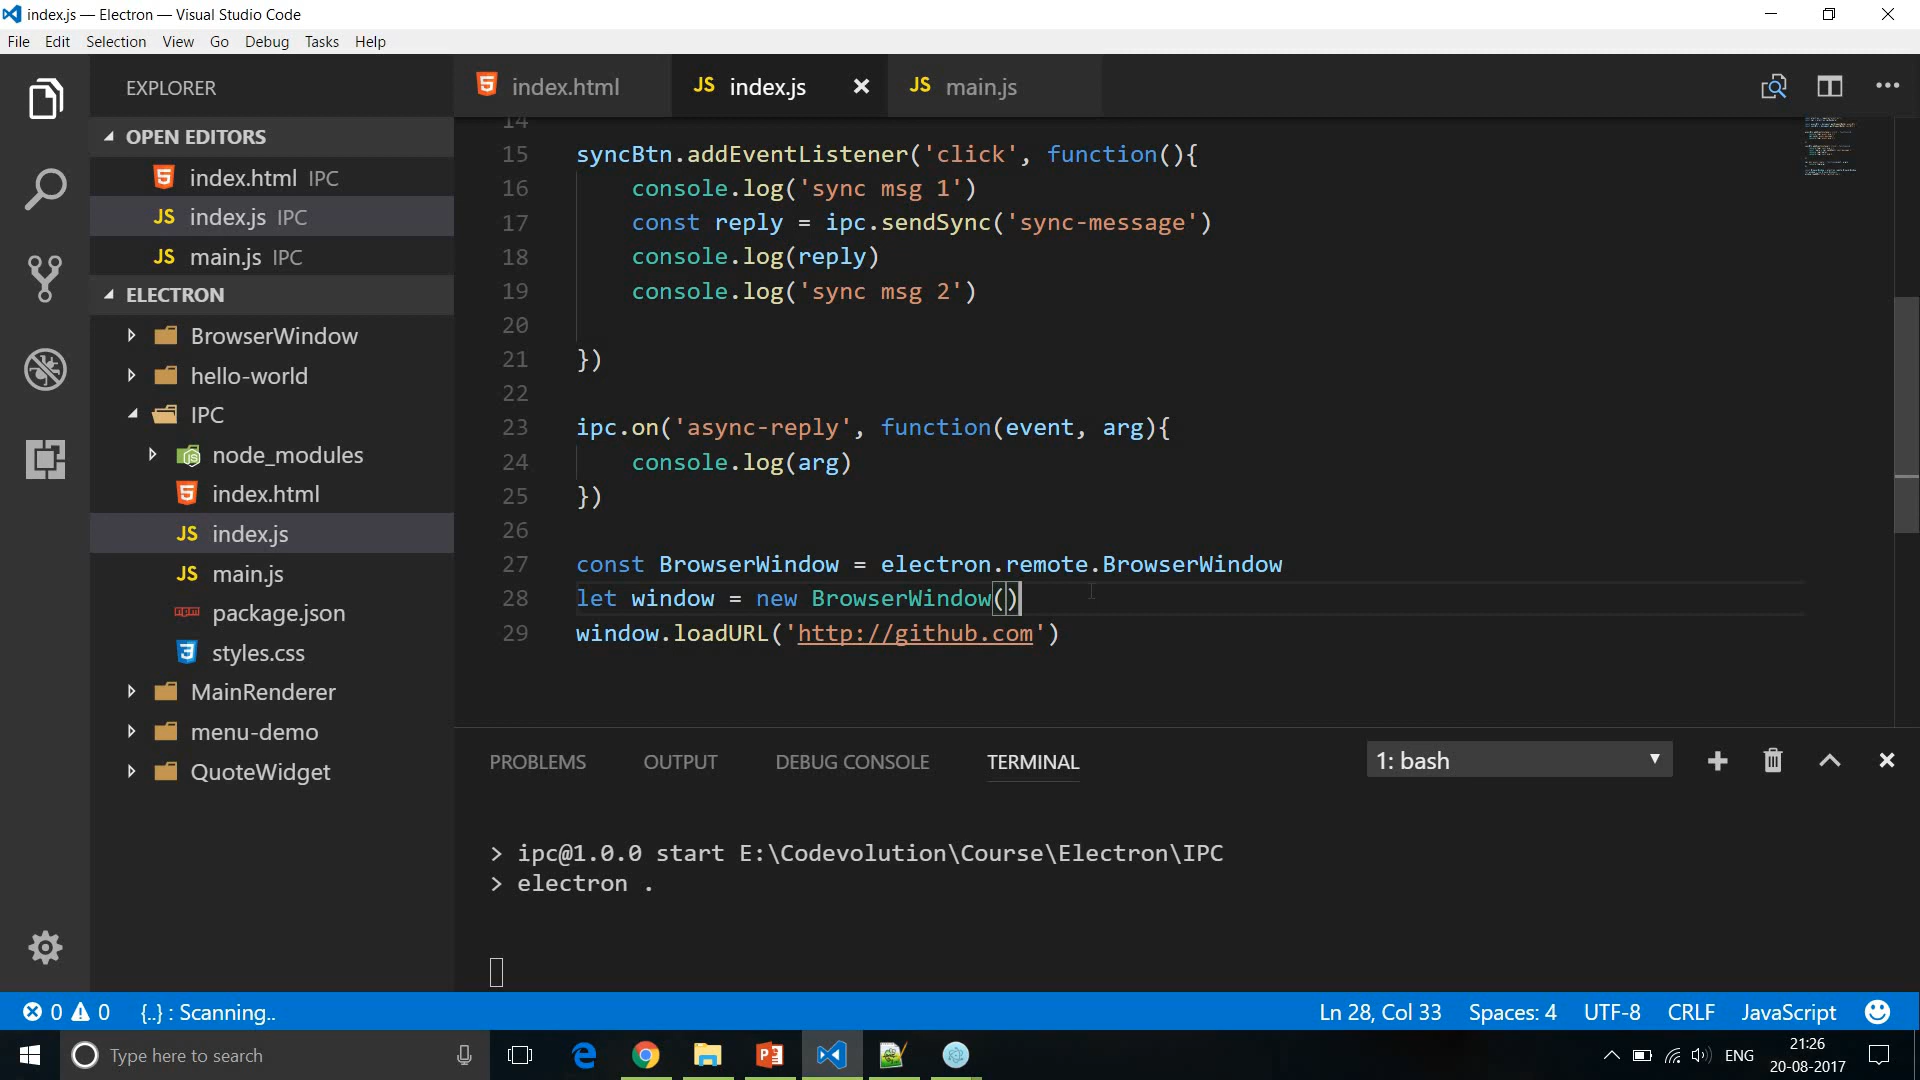 index.js — Electron — Visual Studio Code
File Edit Selection View Go Debug Tasks Help
EXPLORER
OPEN EDITORS
index.html IPC
JS index.js IPC
JS main.js IPC
ELECTRON
BrowserWindow
hello-world
IPC
node_modules
index.html
JS index.js
JS main.js
package.json
styles.css
MainRenderer
menu-demo
QuoteWidget
index.html JS index.js JS main.js
14
15 syncBtn.addEventListener('click', function(){
16 console.log('sync msg 1')
17 const reply = ipc.sendSync('sync-message')
18 console.log(reply)
19 console.log('sync msg 2')
20
21 })
22
23 ipc.on('async-reply', function(event, arg){
24 console.log(arg)
25 })
26
27 const BrowserWindow = electron.remote.BrowserWindow
28 let window = new BrowserWindow()
29 window.loadURL('http://github.com')
PROBLEMS OUTPUT DEBUG CONSOLE TERMINAL 1: bash
> ipc@1.0.0 start E:\Codevolution\Course\Electron\IPC
> electron .
0 0 {..} : Scanning.. Ln 28, Col 33 Spaces: 4 UTF-8 CRLF JavaScript
Type here to search ENG 21:26
20-08-2017